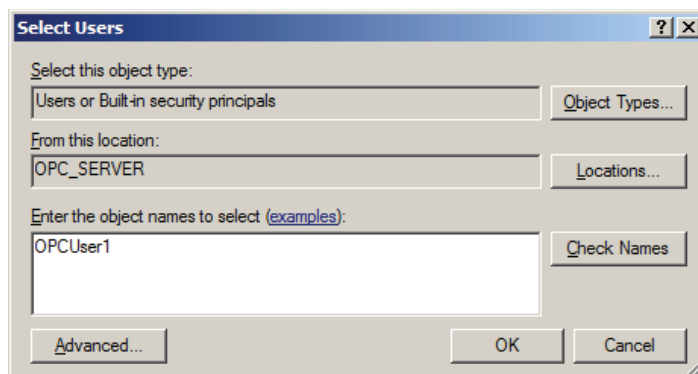 Select Users
Select this object type:
Users or Built-in security principals
Object Types...
From this location:
OPC_SERVER
Locations...
Enter the object names to select (examples):
OPCUser1
Check Names
Advanced...
OK
Cancel